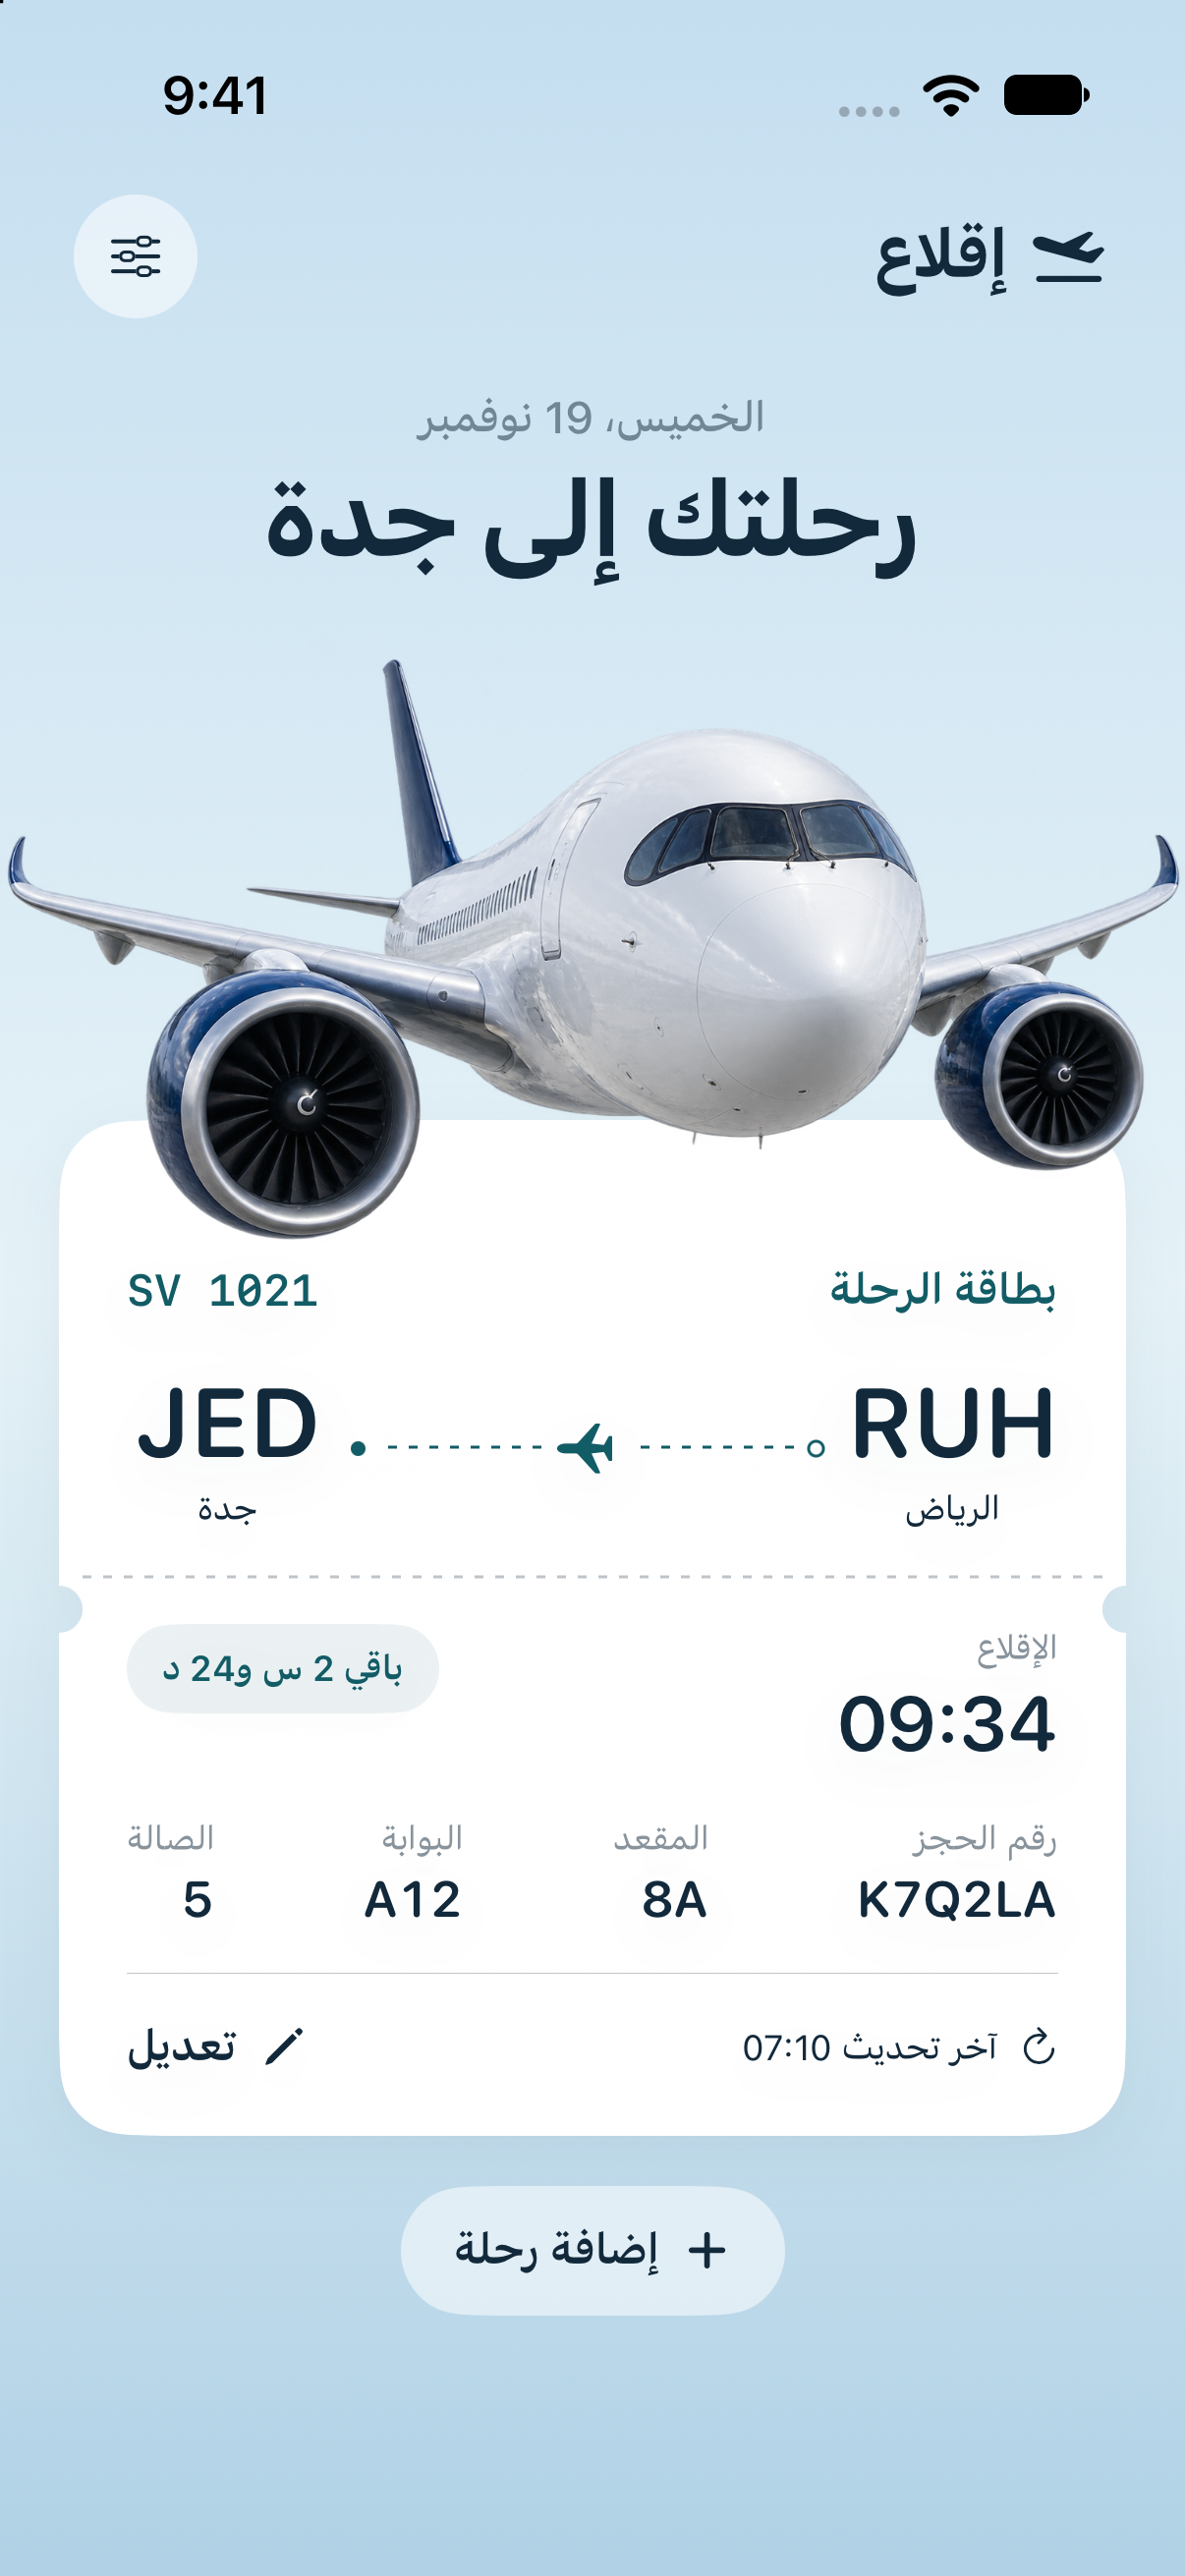 9:41
إقلاع
الخميس، 19 نوفمبر
رحلتك إلى جدة
بطاقة الرحلة SV 1021
RUH JED
الرياض جدة
الإقلاع
باقي 2 س و24 د
09:34
رقم الحجز المقعد البوابة الصالة
K7Q2LA 8A A12 5
آخر تحديث 07:10 تعديل
إضافة رحلة